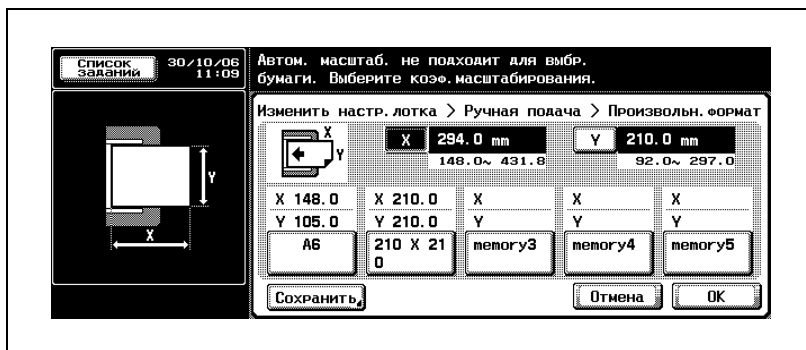 Список заданий
30/10/06
11:09
Автом. масштаб. не подходит для выбр.
бумаги. Выберите коэф.масштабирования.
Изменить настр.лотка > Ручная подача > Произвольн.формат
X
Y
X 294.0 mm
148.0~ 431.8
Y 210.0 mm
92.0~ 297.0
X 148.0 X 210.0 X X X
Y 105.0 Y 210.0 Y Y Y
A6 210 X 21 memory3 memory4 memory5
0
Y
X
Сохранить
Отмена
OK